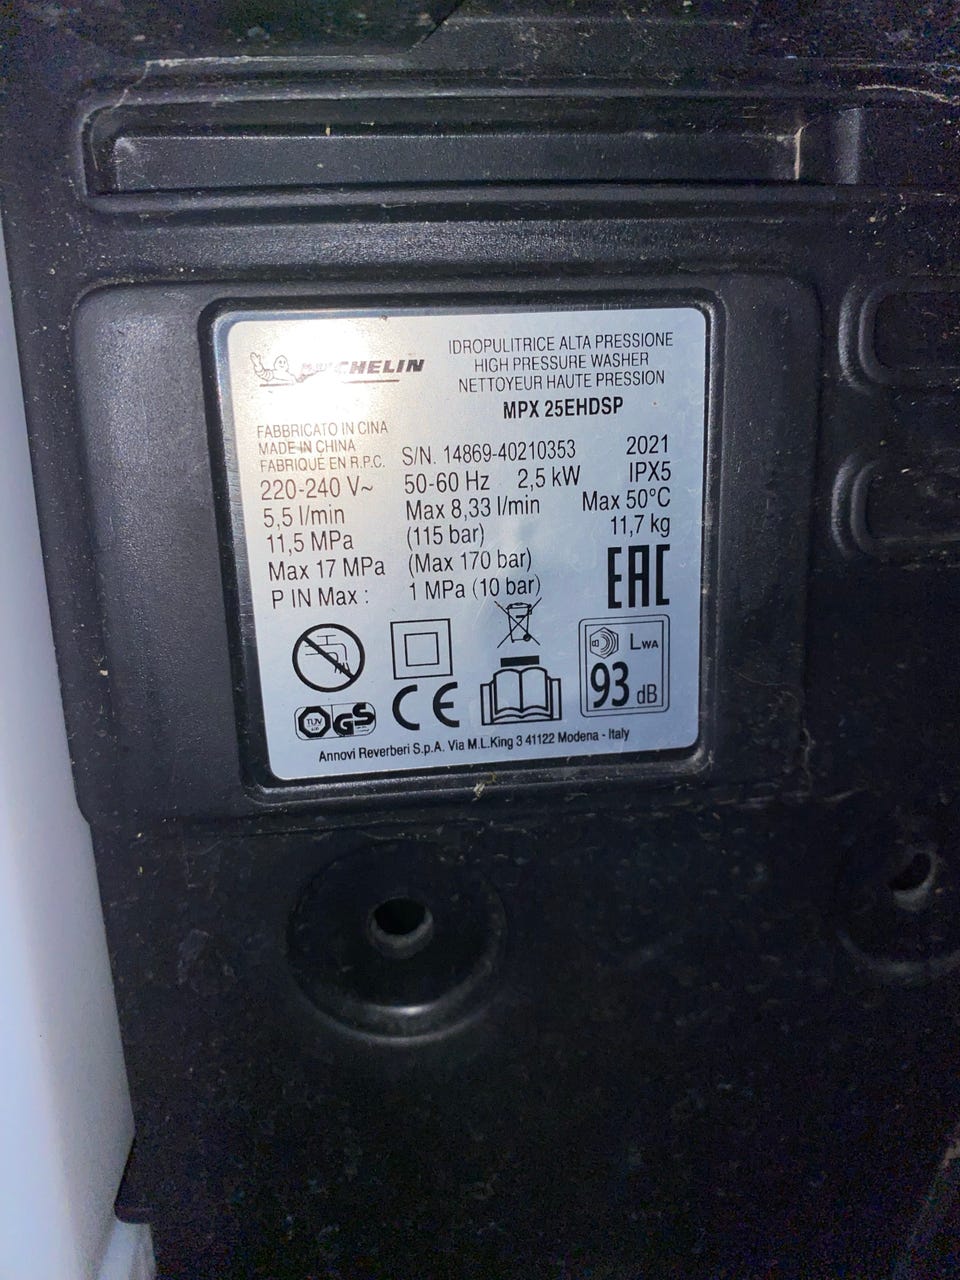 MICHELIN
IDROPULITRICE ALTA PRESSIONE
HIGH PRESSURE WASHER
NETTOYEUR HAUTE PRESSION
MPX 25EHDSP
FABBRICATO IN CINA
MADE IN CHINA
FABRIQUÉ EN R.P.C.
S/N. 14869-40210353 2021
220-240 V~ 50-60 Hz 2,5 kW IPX5
5,5 l/min Max 8,33 l/min Max 50°C
11,5 MPa (115 bar) 11,7 kg
Max 17 MPa (Max 170 bar)
P IN Max : 1 MPa (10 bar)
EAC
LWA
93 dB
TÜV
GS
CE
Annovi Reverberi S.p.A. Via M.L.King 3 41122 Modena - Italy